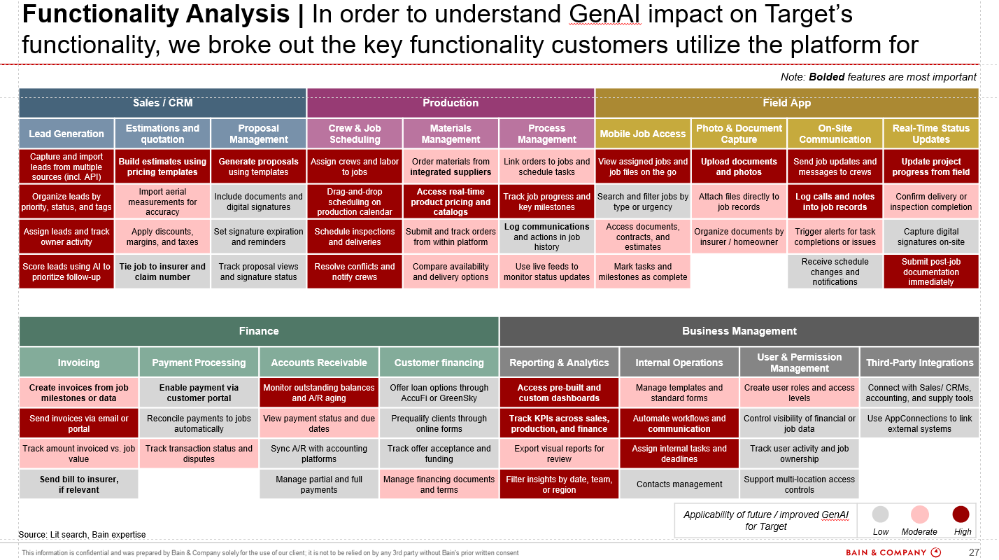 Functionality Analysis | In order to understand GenAI impact on Target's
functionality, we broke out the key functionality customers utilize the platform for
Note: Bolded features are most important
Sales / CRM
Production
Field App
Lead Generation
Estimations and
quotation
Proposal
Management
Crew & Job
Scheduling
Materials
Management
Process
Management
Mobile Job Access
Photo & Document
Capture
On-Site
Communication
Real-Time Status
Updates
Capture and import
leads from multiple
sources (incl. API)
Build estimates using
pricing templates
Generate proposals
using templates
Assign crews and labor
to jobs
Order materials from
integrated suppliers
Link orders to jobs and
schedule tasks
View assigned jobs and
job files on the go
Upload documents
and photos
Send job updates and
messages to crews
Update project
progress from field
Organize leads by
priority, status, and tags
Import aerial
measurements for
accuracy
Include documents and
digital signatures
Drag-and-drop
scheduling on
production calendar
Access real-time
product pricing and
catalogs
Track job progress and
key milestones
Search and filter jobs by
type or urgency
Attach files directly to
job records
Log calls and notes
into job records
Confirm delivery or
inspection completion
Assign leads and track
owner activity
Apply discounts,
margins, and taxes
Set signature expiration
and reminders
Schedule inspections
and deliveries
Submit and track orders
from within platform
Log communications
and actions in job
history
Access documents,
contracts, and
estimates
Organize documents by
insurer / homeowner
Trigger alerts for task
completions or issues
Capture digital
signatures on-site
Score leads using AI to
prioritize follow-up
Tie job to insurer and
claim number
Track proposal views
and signature status
Resolve conflicts and
notify crews
Compare availability
and delivery options
Use live feeds to
monitor status updates
Mark tasks and
milestones as complete
Receive schedule
changes and
notifications
Submit post-job
documentation
immediately
Finance
Business Management
Invoicing
Payment Processing
Accounts Receivable
Customer financing
Reporting & Analytics
Internal Operations
User & Permission
Management
Third-Party Integrations
Create invoices from job
milestones or data
Enable payment via
customer portal
Monitor outstanding balances
and A/R aging
Offer loan options through
AccuFi or GreenSky
Access pre-built and
custom dashboards
Manage templates and
standard forms
Create user roles and access
levels
Connect with Sales/ CRMs,
accounting, and supply tools
Send invoices via email or
portal
Reconcile payments to jobs
automatically
View payment status and due
dates
Prequalify clients through
online forms
Track KPIs across sales,
production, and finance
Automate workflows and
communication
Control visibility of financial or
job data
Use AppConnections to link
external systems
Track amount invoiced vs. job
value
Track transaction status and
disputes
Sync A/R with accounting
platforms
Track offer acceptance and
funding
Export visual reports for
review
Assign internal tasks and
deadlines
Track user activity and job
ownership
Send bill to insurer,
if relevant
Manage partial and full
payments
Manage financing documents
and terms
Filter insights by date, team,
or region
Contacts management
Support multi-location access
controls
Applicability of future / improved GenAI
for Target
Low
Moderate
High
Source: Lit search, Bain expertise
This information is confidential and was prepared by Bain & Company solely for the use of our client; it is not to be relied on by any 3rd party without Bain's prior written consent
BAIN & COMPANY
27